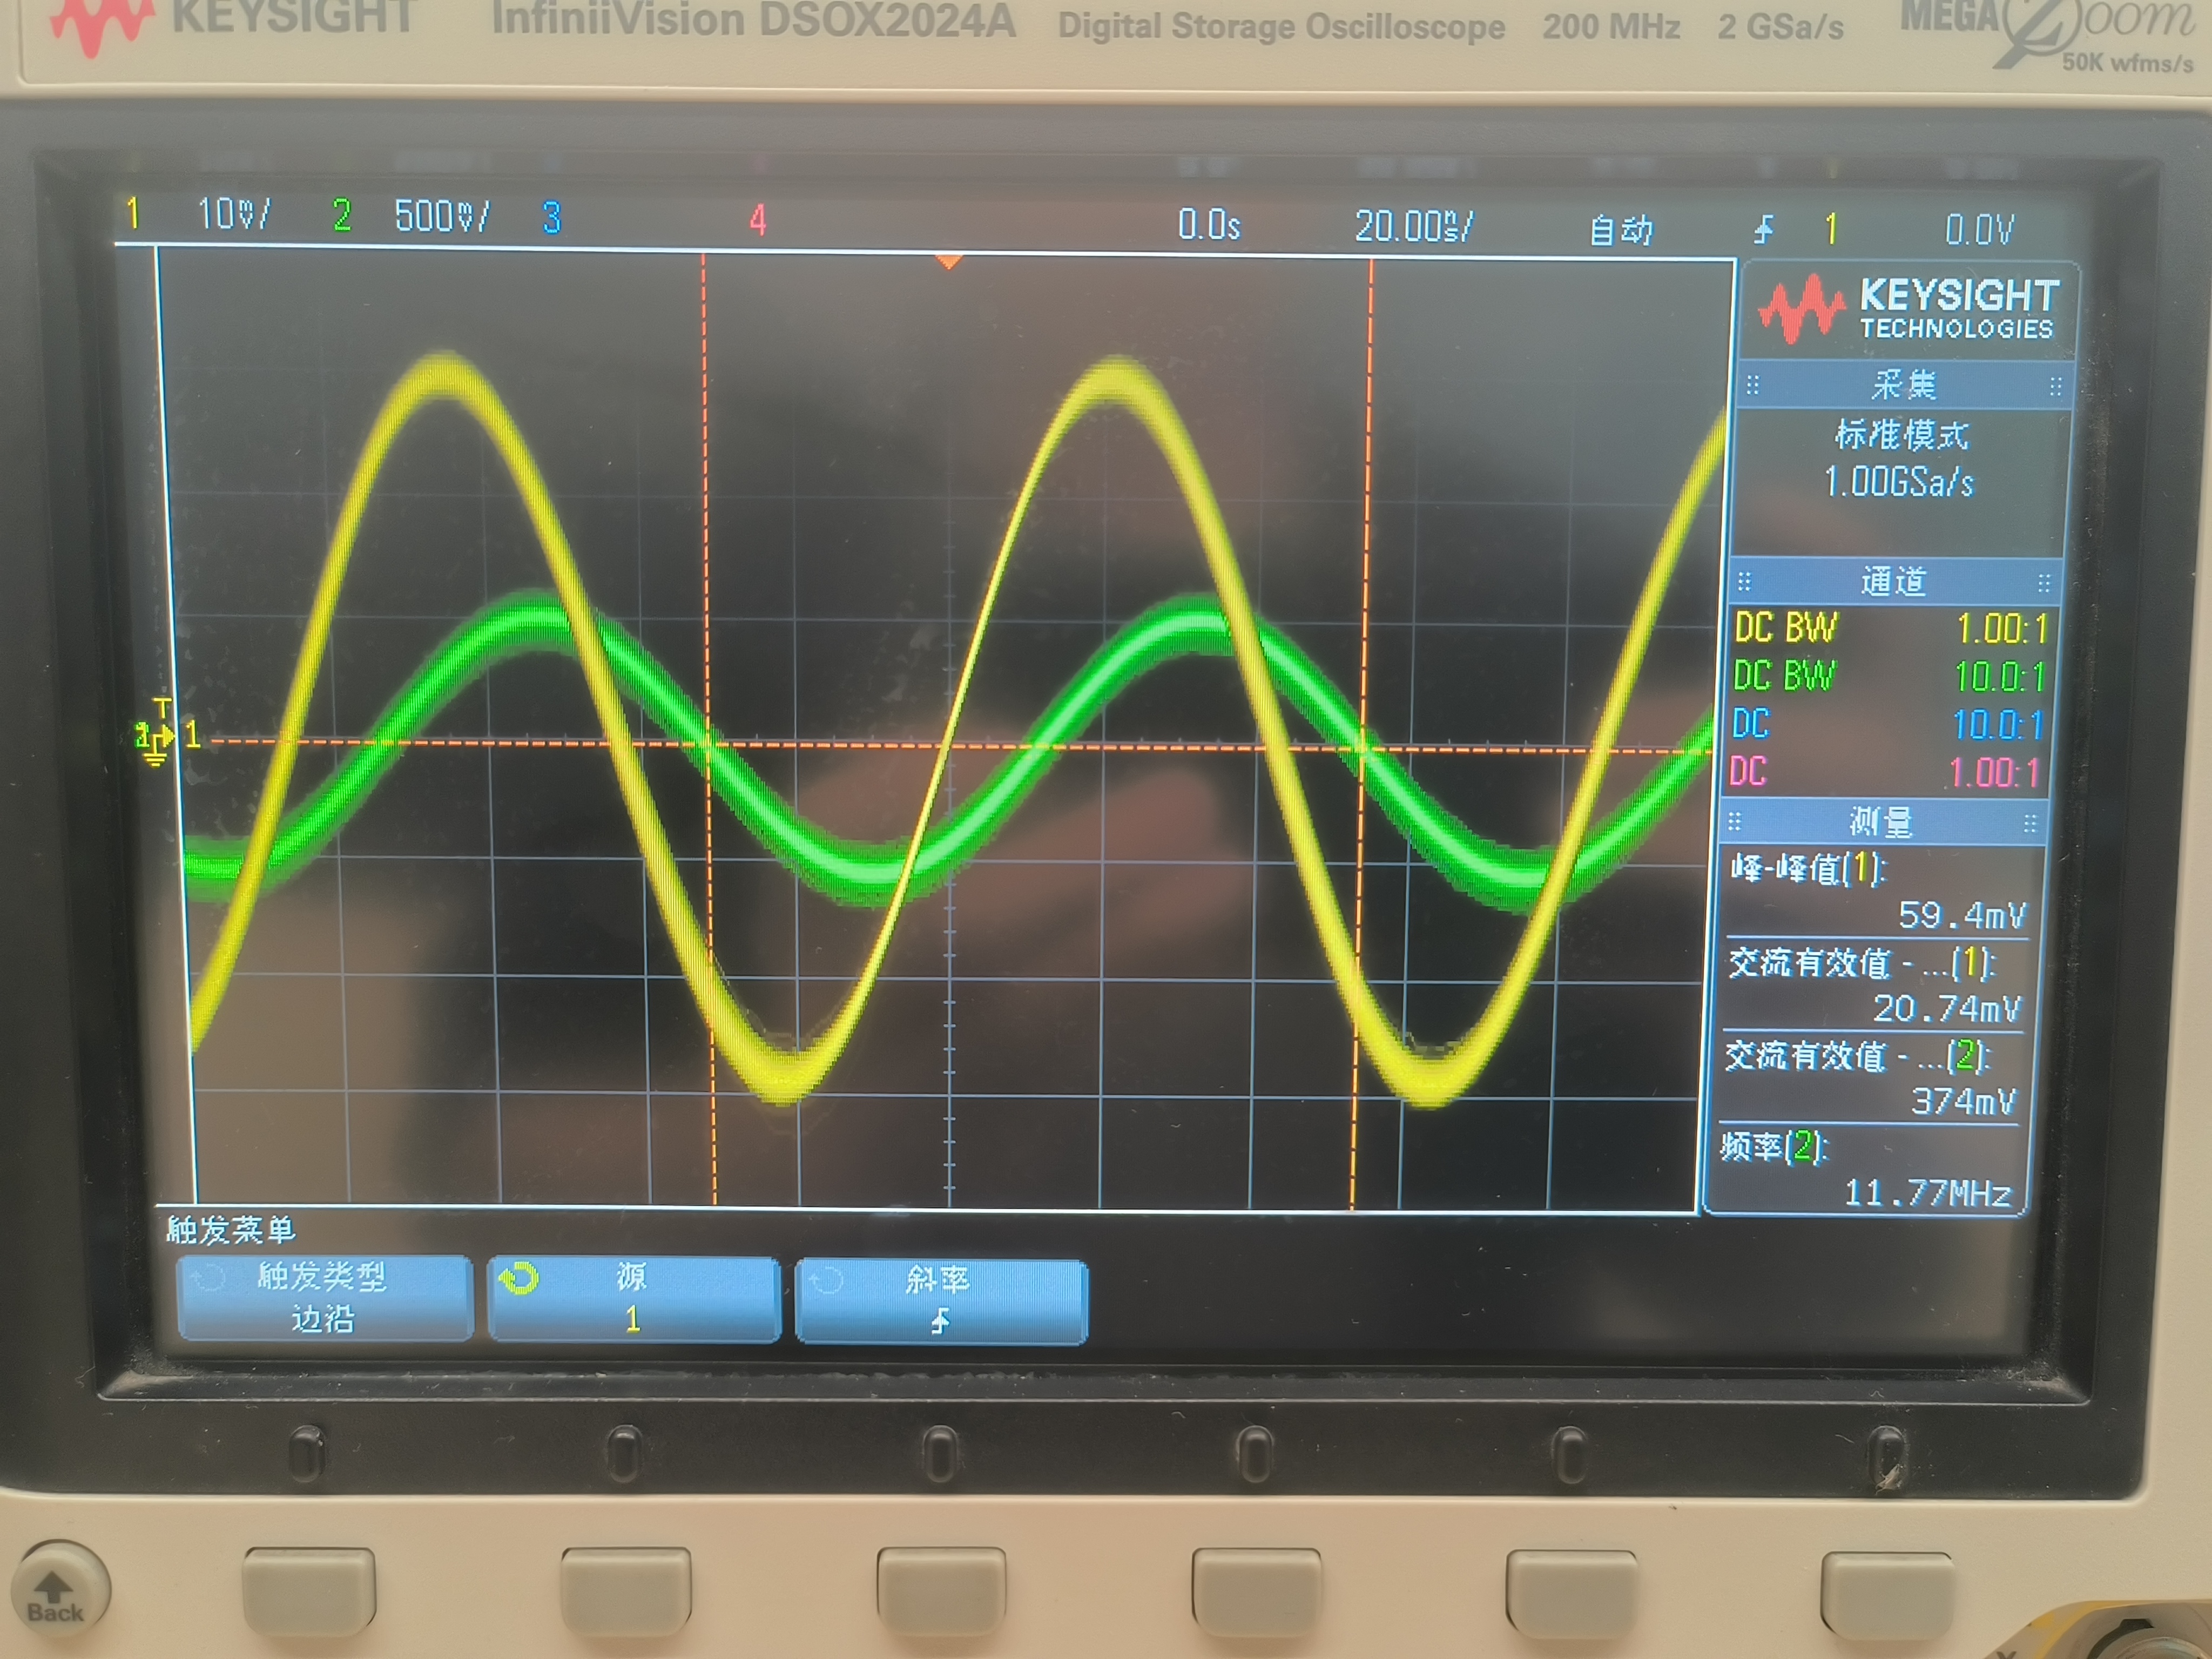 KEYSIGHT InfiniiVision DSOX2024A Digital Storage Oscilloscope 200 MHz 2 GSa/s MEGA Zoom
50K wfms/s
1 10mV/ 2 500mV/ 3 4 0.0s 20.00ns/ 自动 1 0.0V
KEYSIGHT
TECHNOLOGIES
采集
标准模式
1.00GSa/s
通道
DC BW 1.00:1
DC BW 10.0:1
DC 10.0:1
DC 1.00:1
T
1
测量
峰-峰值(1):
59.4mV
交流有效值 - ...(1):
20.74mV
交流有效值 - ...(2):
374mV
频率(2):
11.77MHz
触发菜单
触发类型
边沿
源
1
斜率
Back